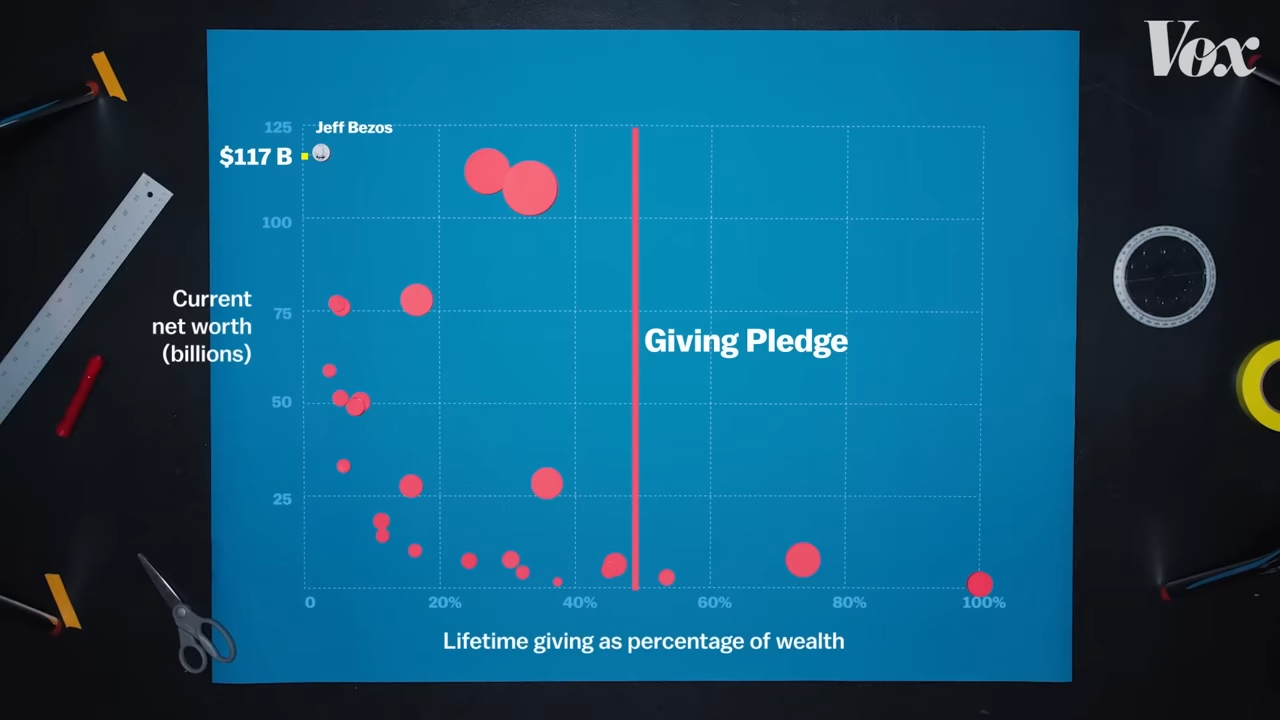 Vox
Jeff Bezos
125
$117 B
100
Current
net worth
(billions)
75
Giving Pledge
50
25
0 20% 40% 60% 80% 100%
Lifetime giving as percentage of wealth